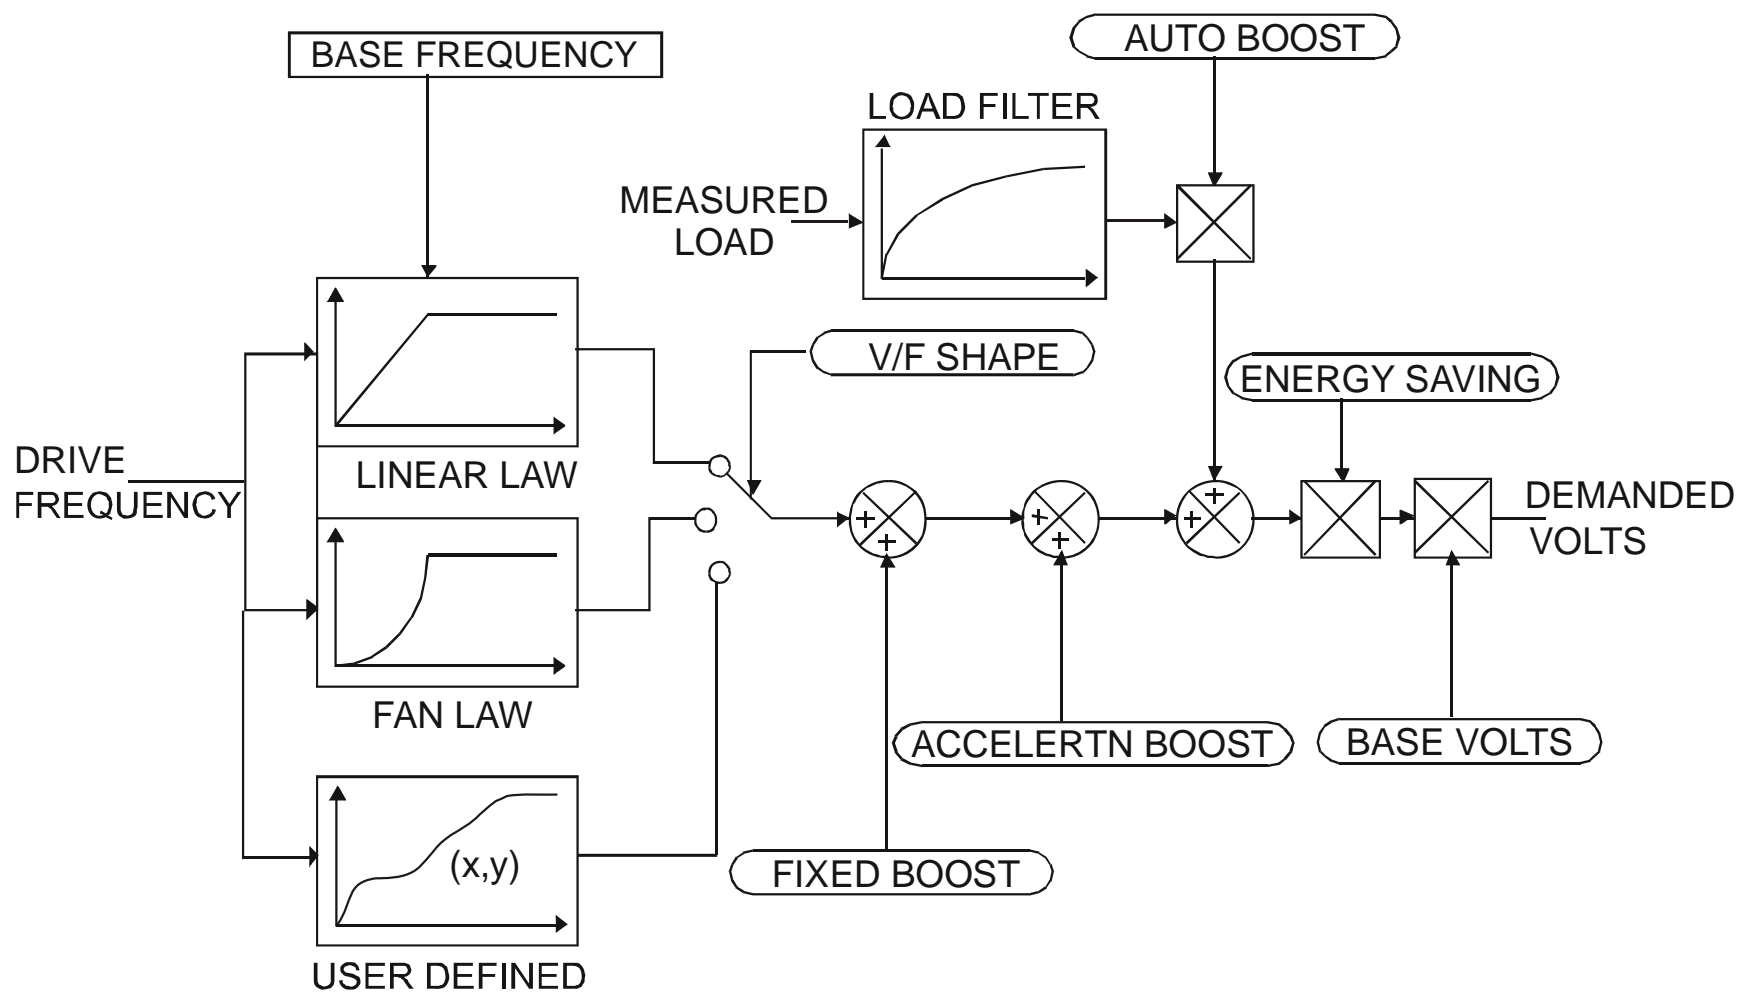 BASE FREQUENCY
AUTO BOOST
LOAD FILTER
MEASURED
LOAD
V/F SHAPE
ENERGY SAVING
DRIVE
FREQUENCY
LINEAR LAW
+
+
+
+
+
+
DEMANDED
VOLTS
FAN LAW
ACCELERTN BOOST
BASE VOLTS
(x,y)
FIXED BOOST
USER DEFINED